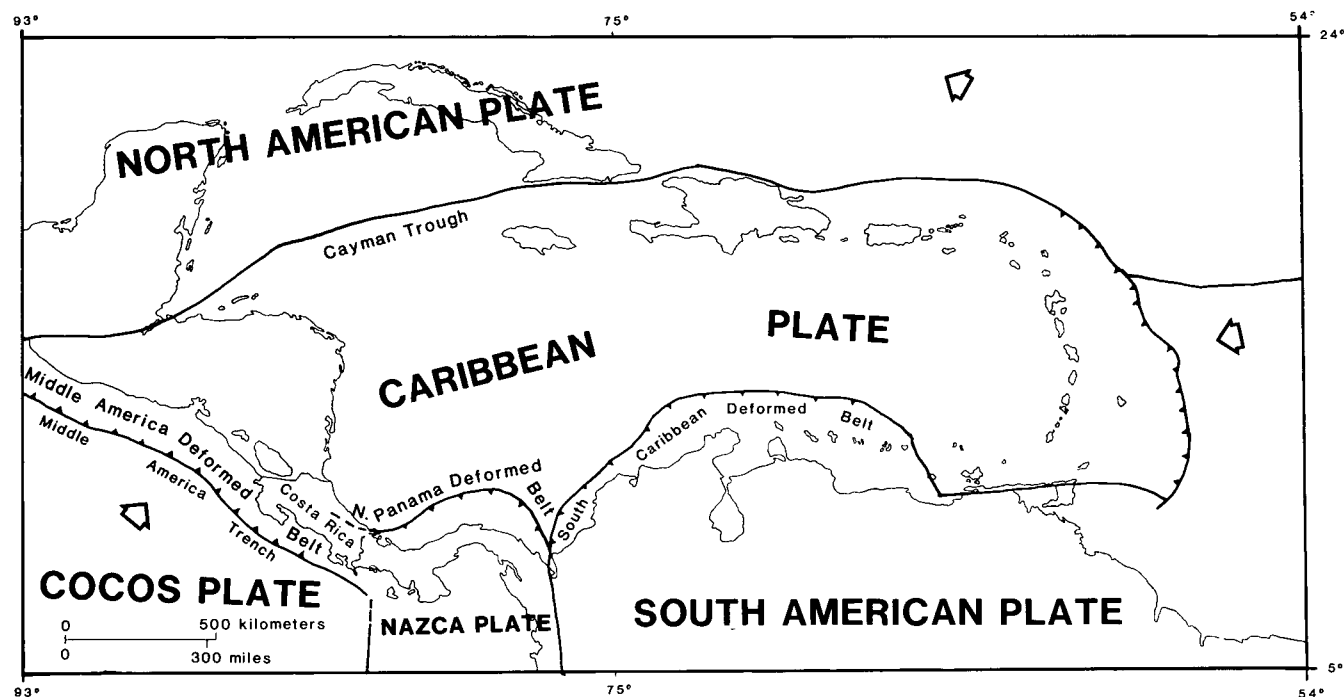 93°
75°
54°
24°
NORTH AMERICAN PLATE
Cayman Trough
CARIBBEAN
PLATE
Middle America Deformed
Belt
Middle
America
Trench
Costa Rica
N. Panama Deformed
Belt
South
Caribbean
Deformed
Belt
COCOS PLATE
0 500 kilometers
0 300 miles
NAZCA PLATE
SOUTH AMERICAN PLATE
5°
93°
75°
54°